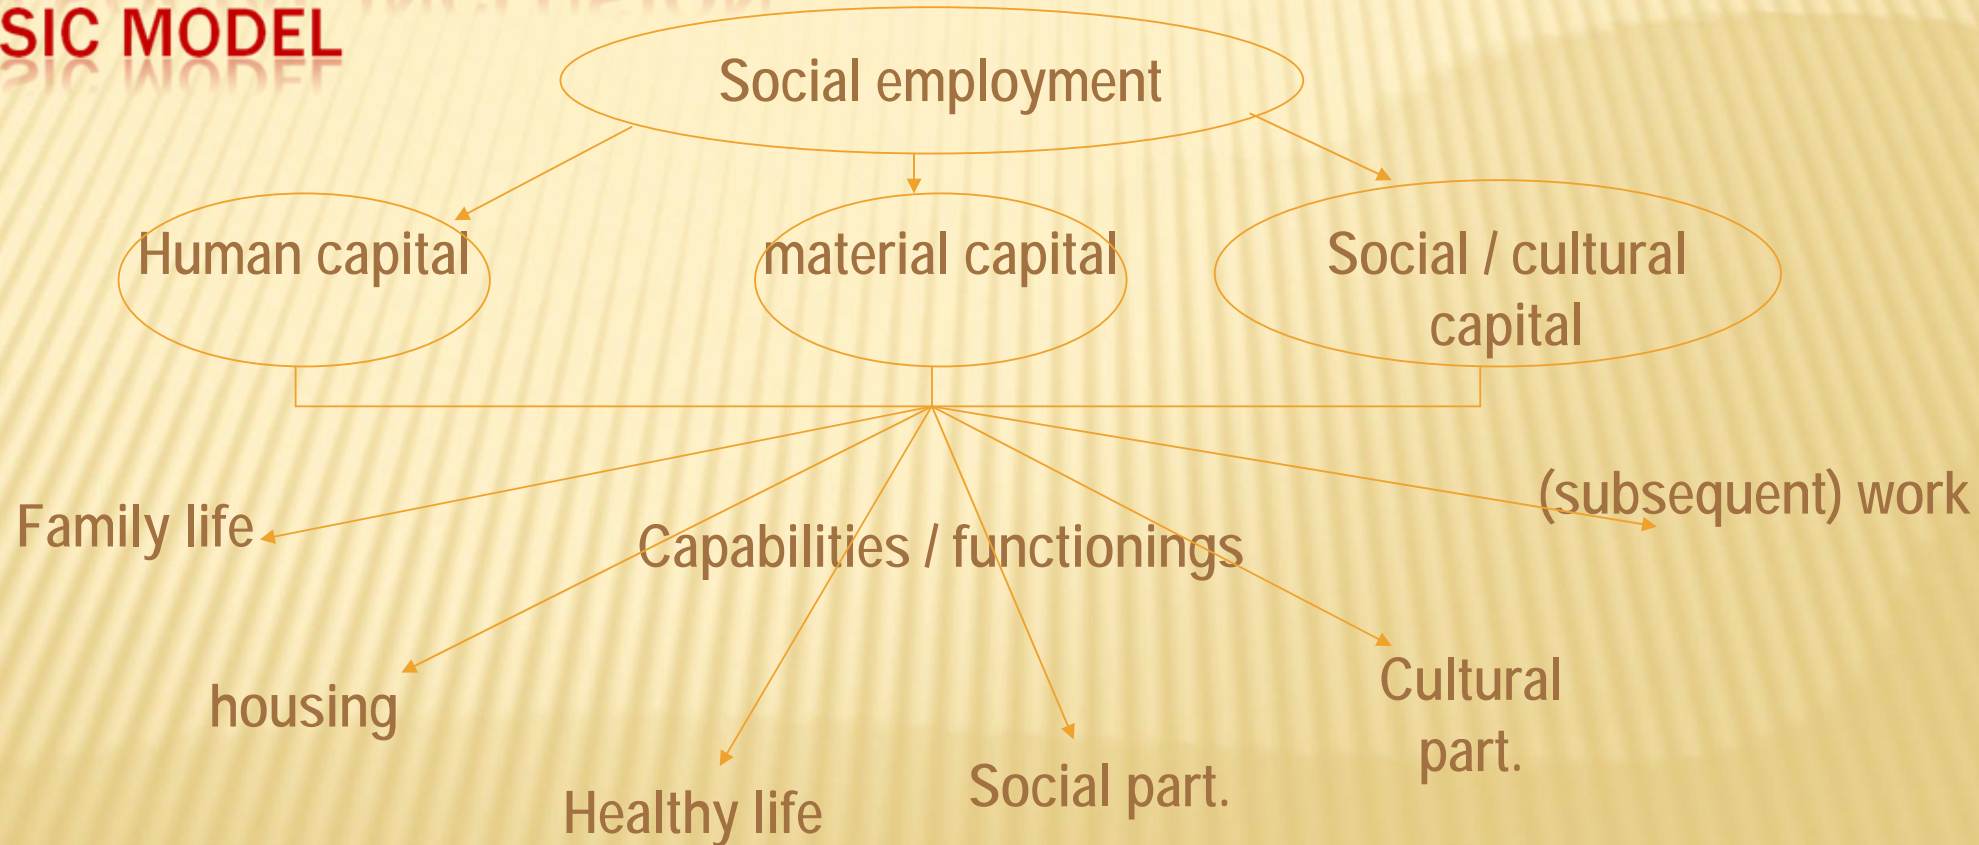 SIC MODEL
Social employment
Human capital
material capital
Social / cultural
capital
(subsequent) work
Family life
Capabilities / functionings
housing
Cultural
part.
Social part.
Healthy life